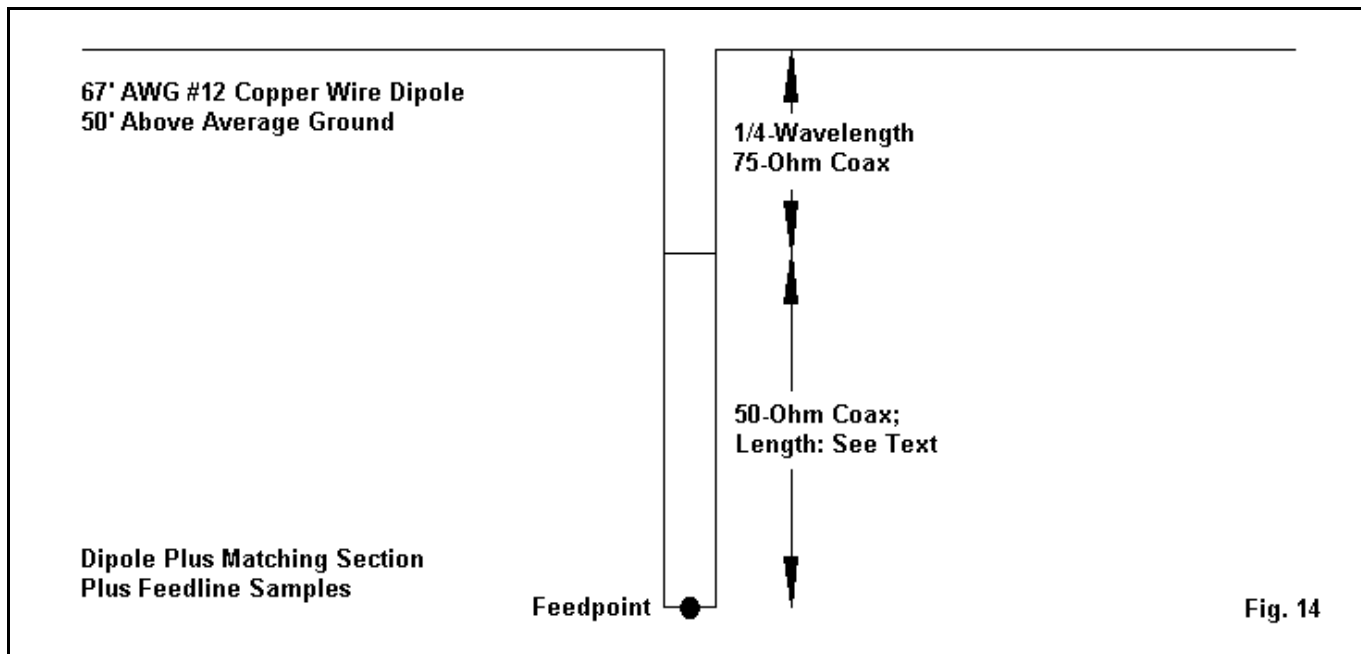 67' AWG #12 Copper Wire Dipole
50' Above Average Ground
1/4-Wavelength
75-Ohm Coax
50-Ohm Coax;
Length: See Text
Dipole Plus Matching Section
Plus Feedline Samples
Feedpoint
Fig. 14